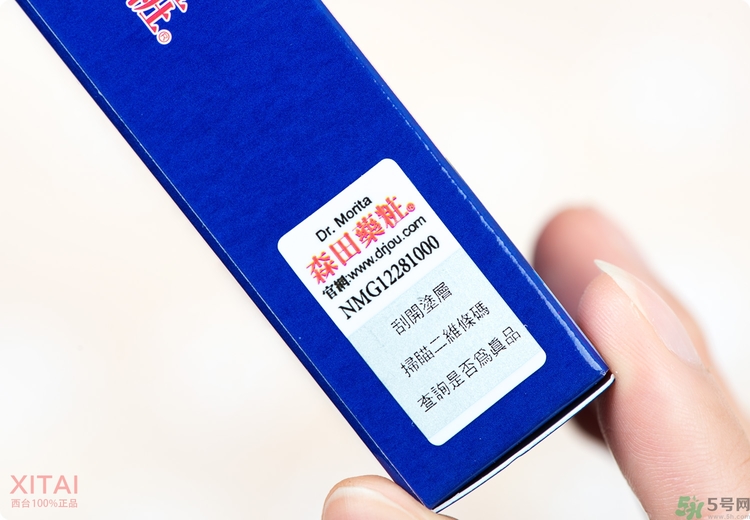 粧®
Dr. Morita
森田藥粧®
官網www.drjou.com
NMG12281000
刮開塗層
掃瞄二維條碼
查詢是否為真品
XITAI
西台100%正品
5号网